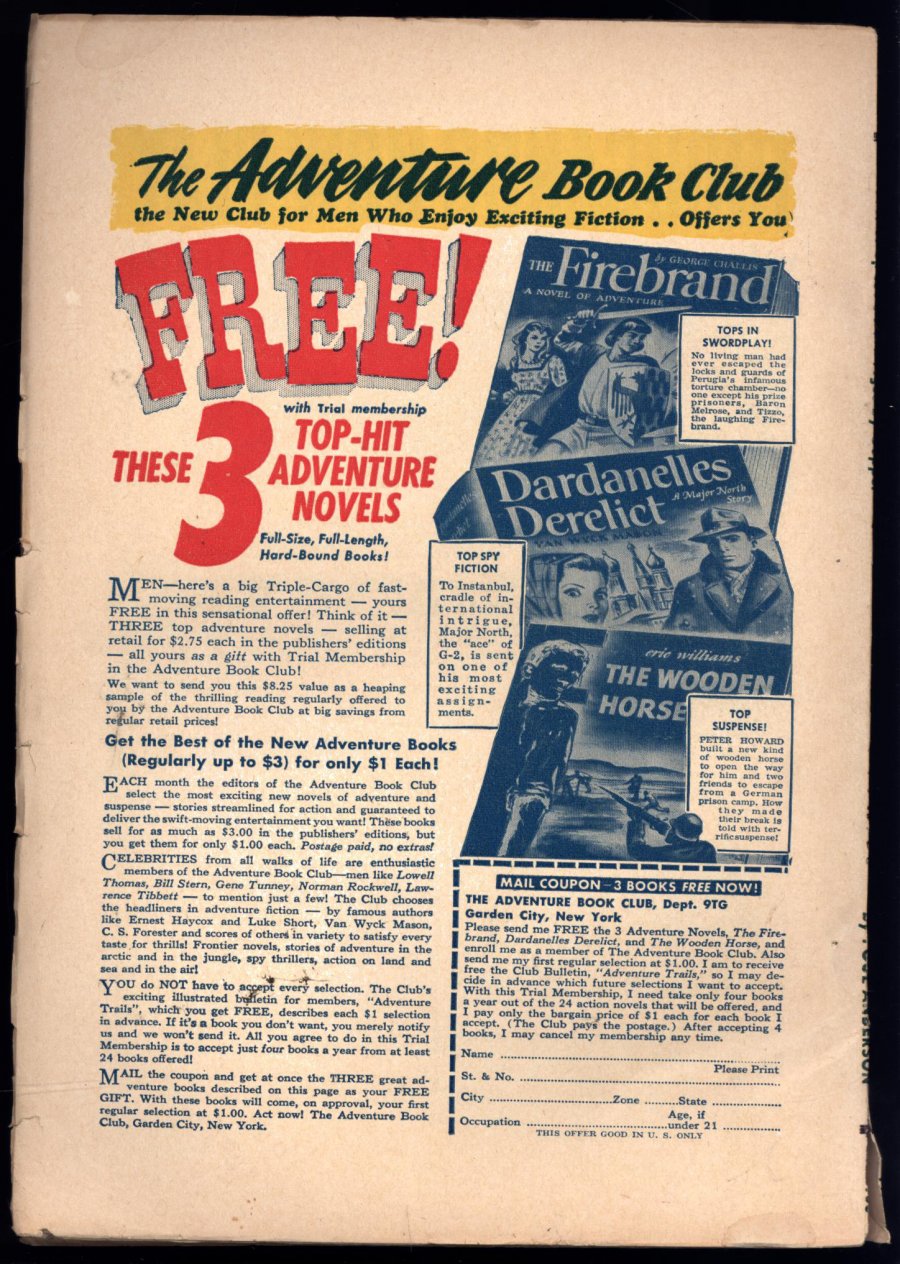 The Adventure Book Club
the New Club for Men Who Enjoy Exciting Fiction . . Offers You
FREE!
with Trial membership
THESE 3 TOP-HIT
ADVENTURE
NOVELS
Full-Size, Full-Length,
Hard-Bound Books!
MEN—here's a big Triple-Cargo of fast-
moving reading entertainment — yours
FREE in this sensational offer! Think of it —
THREE top adventure novels — selling at
retail for $2.75 each in the publishers' editions
— all yours as a gift with Trial Membership
in the Adventure Book Club!
We want to send you this $8.25 value as a heaping
sample of the thrilling reading regularly offered to
you by the Adventure Book Club at big savings from
regular retail prices!
Get the Best of the New Adventure Books
(Regularly up to $3) for only $1 Each!
EACH month the editors of the Adventure Book Club
select the most exciting new novels of adventure and
suspense — stories streamlined for action and guaranteed to
deliver the swift-moving entertainment you want! These books
sell for as much as $3.00 in the publishers' editions, but
you get them for only $1.00 each. Postage paid, no extras!
CELEBRITIES from all walks of life are enthusiastic
members of the Adventure Book Club—men like Lowell
Thomas, Bill Stern, Gene Tunney, Norman Rockwell, Law-
rence Tibbett — to mention just a few! The Club chooses
the headliners in adventure fiction — by famous authors
like Ernest Haycox and Luke Short, Van Wyck Mason,
C. S. Forester and scores of others in variety to satisfy every
taste for thrills! Frontier novels, stories of adventure in the
arctic and in the jungle, spy thrillers, action on land and
sea and in the air!
YOU do NOT have to accept every selection. The Club's
exciting illustrated bulletin for members, "Adventure
Trails", which you get FREE, describes each $1 selection
in advance. If it's a book you don't want, you merely notify
us and we won't send it. All you agree to do in this Trial
Membership is to accept just four books a year from at least
24 books offered!
MAIL the coupon and get at once the THREE great ad-
venture books described on this page as your FREE
GIFT. With these books will come, on approval, your first
regular selection at $1.00. Act now! The Adventure Book
Club, Garden City, New York.
by GEORGE CHALLIS
THE Firebrand
A NOVEL OF ADVENTURE
TOPS IN
SWORDPLAY!
No living man had
ever escaped the
locks and guards of
Perugia's infamous
torture chamber—no
one except his prize
prisoners, Baron
Melrose, and Tizzo,
the laughing Fire-
brand.
Dardanelles
Derelict
A Major North
Story
VAN WYCK MASON
TOP SPY
FICTION
To Instanbul,
cradle of in-
ternational
intrigue,
Major North,
the "ace" of
G-2, is sent
on one of
his most
exciting
assign-
ments.
eric williams
THE WOODEN
HORSE
TOP
SUSPENSE!
PETER HOWARD
built a new kind
of wooden horse
to open the way
for him and two
friends to escape
from a German
prison camp. How
they made
their break is
told with ter-
rific suspense!
MAIL COUPON — 3 BOOKS FREE NOW!
THE ADVENTURE BOOK CLUB, Dept. 9TG
Garden City, New York
Please send me FREE the 3 Adventure Novels, The Fire-
brand, Dardanelles Derelict, and The Wooden Horse, and
enroll me as a member of The Adventure Book Club. Also
send me my first regular selection at $1.00. I am to receive
free the Club Bulletin, "Adventure Trails," so I may de-
cide in advance which future selections I want to accept.
With this Trial Membership, I need take only four books
a year out of the 24 action novels that will be offered, and
I pay only the bargain price of $1 each for each book I
accept. (The Club pays the postage.) After accepting 4
books, I may cancel my membership any time.
Name
Please Print
St. & No.
City Zone State
Occupation Age, if
under 21
THIS OFFER GOOD IN U. S. ONLY